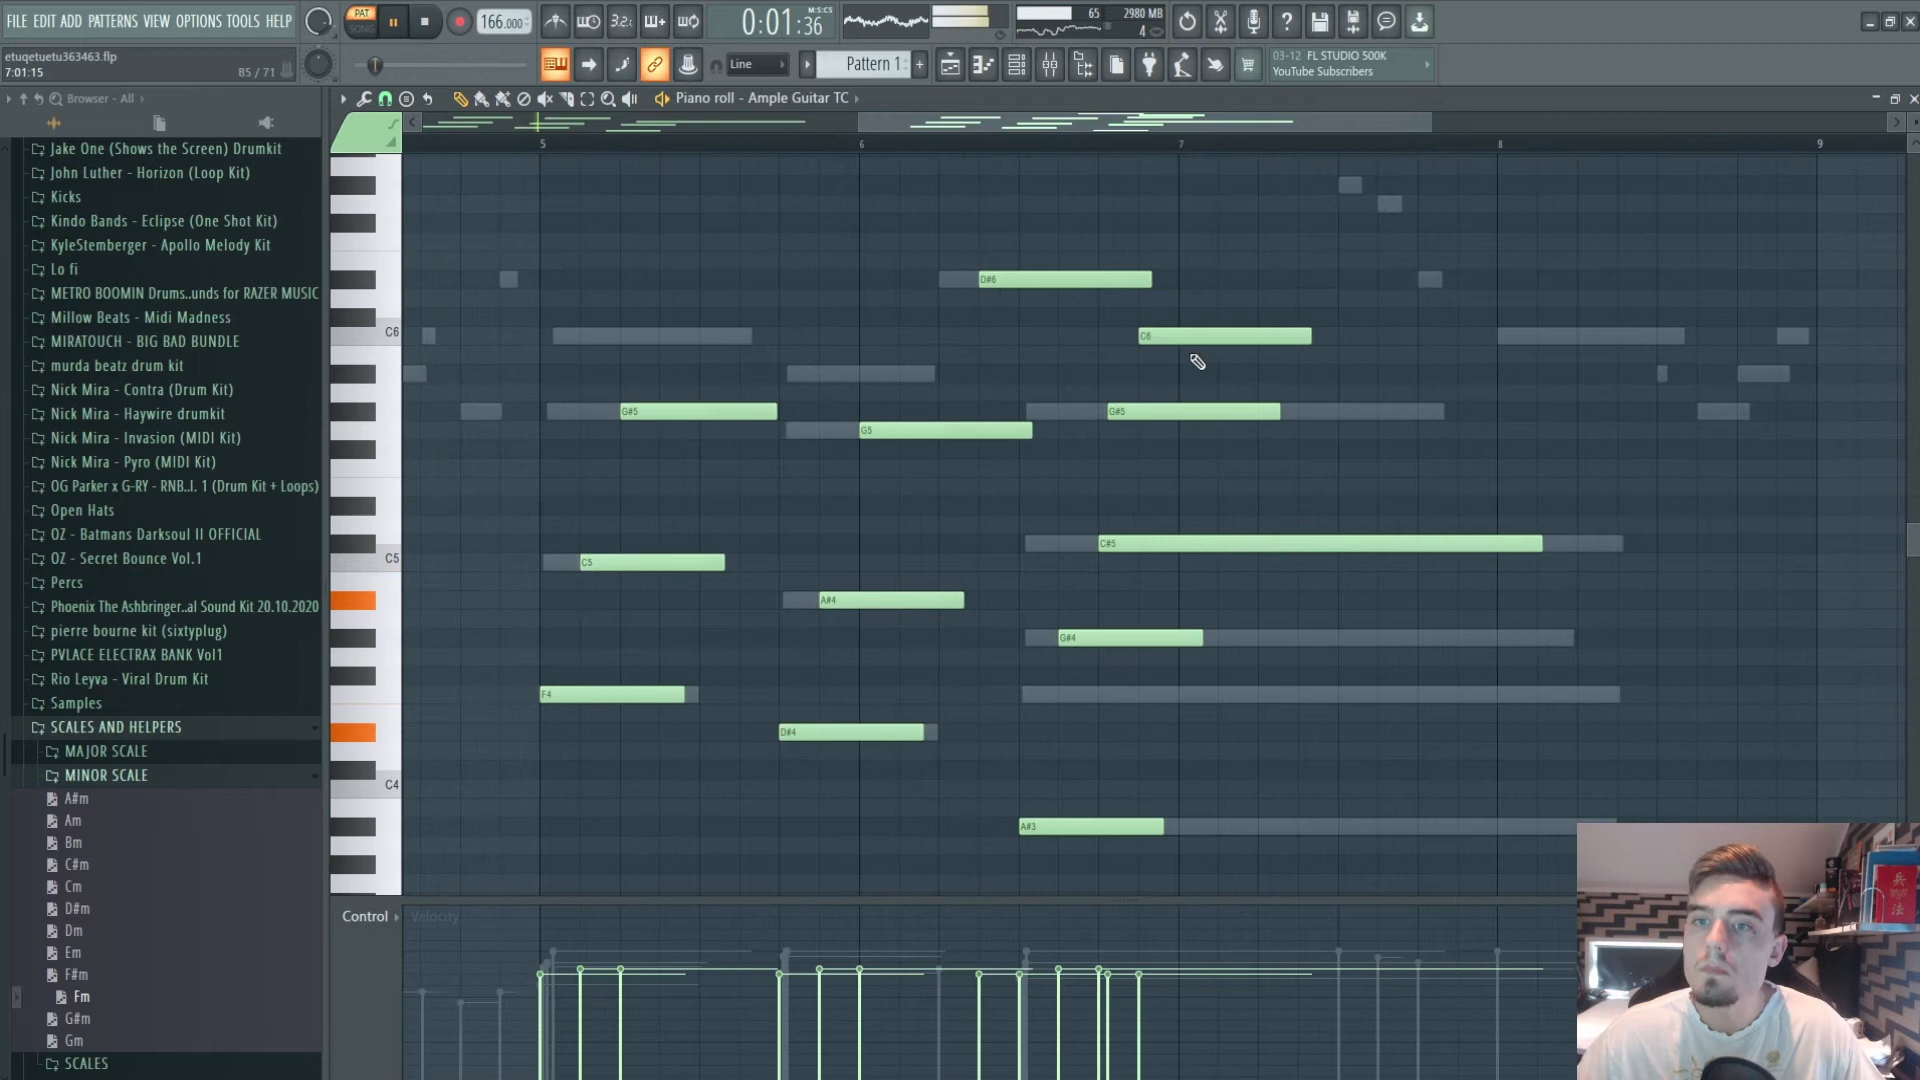 FILE EDIT ADD PATTERNS VIEW OPTIONS TOOLS HELP
PAT
SONG
166.000
3.2:
0:01:36
M:S:CS
65
2980 MB
4
etuqetuetu363463.flp
7:01:15
B5 / 71
Line
Pattern 1
03-12 FL STUDIO 500K
YouTube Subscribers
Browser - All
Piano roll - Ample Guitar TC
5 6 7 8 9
Jake One (Shows the Screen) Drumkit
John Luther - Horizon (Loop Kit)
Kicks
Kindo Bands - Eclipse (One Shot Kit)
KyleStemberger - Apollo Melody Kit
Lo fi
METRO BOOMIN Drums..unds for RAZER MUSIC
Millow Beats - Midi Madness
MIRATOUCH - BIG BAD BUNDLE
murda beatz drum kit
Nick Mira - Contra (Drum Kit)
Nick Mira - Haywire drumkit
Nick Mira - Invasion (MIDI Kit)
Nick Mira - Pyro (MIDI Kit)
OG Parker x G-RY - RNB..l. 1 (Drum Kit + Loops)
Open Hats
OZ - Batmans Darksoul II OFFICIAL
OZ - Secret Bounce Vol.1
Percs
Phoenix The Ashbringer..al Sound Kit 20.10.2020
pierre bourne kit (sixtyplug)
PVLACE ELECTRAX BANK Vol1
Rio Leyva - Viral Drum Kit
Samples
SCALES AND HELPERS
MAJOR SCALE
MINOR SCALE
A#m
Am
Bm
C#m
Cm
D#m
Dm
Em
F#m
Fm
G#m
Gm
SCALES
D#6
C6
C6
G#5
G#5
G5
C#5
C5
C5
A#4
G#4
F4
D#4
C4
A#3
Control
Velocity
兵
法